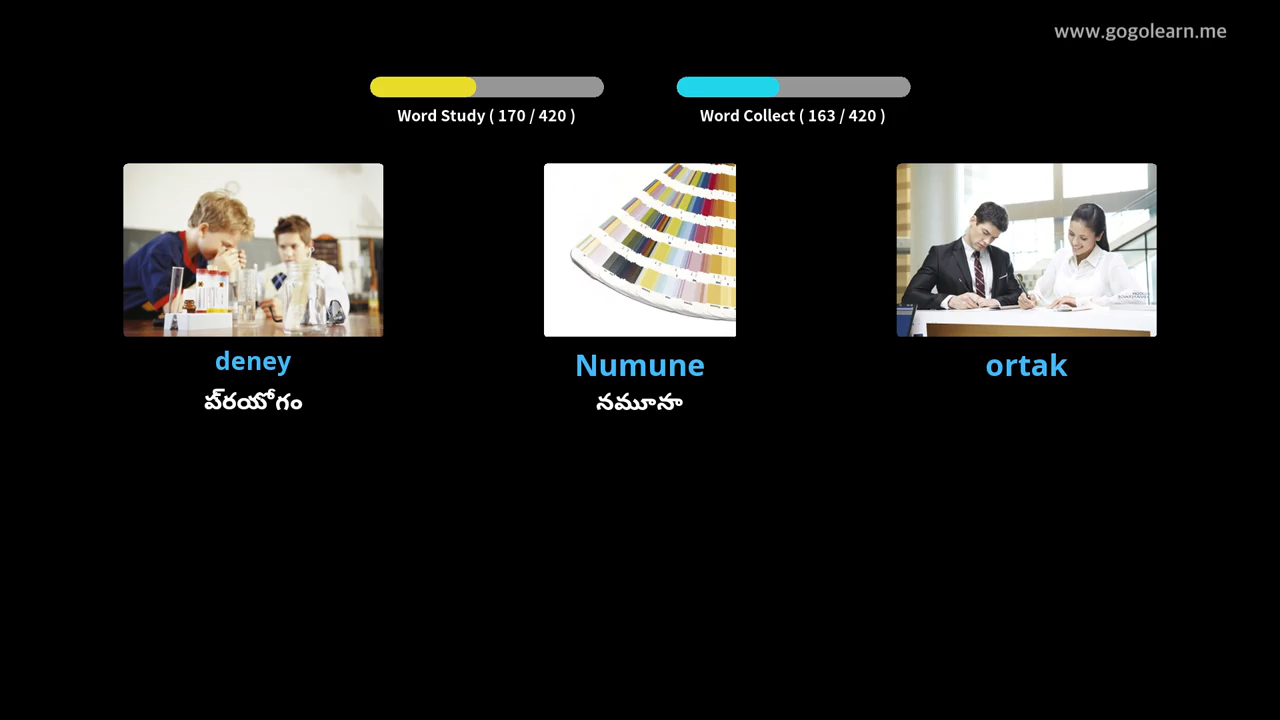 www.gogolearn.me
Word Study ( 170 / 420 )
Word Collect ( 163 / 420 )
deney
ప్రయోగం
Numune
నమూనా
ortak